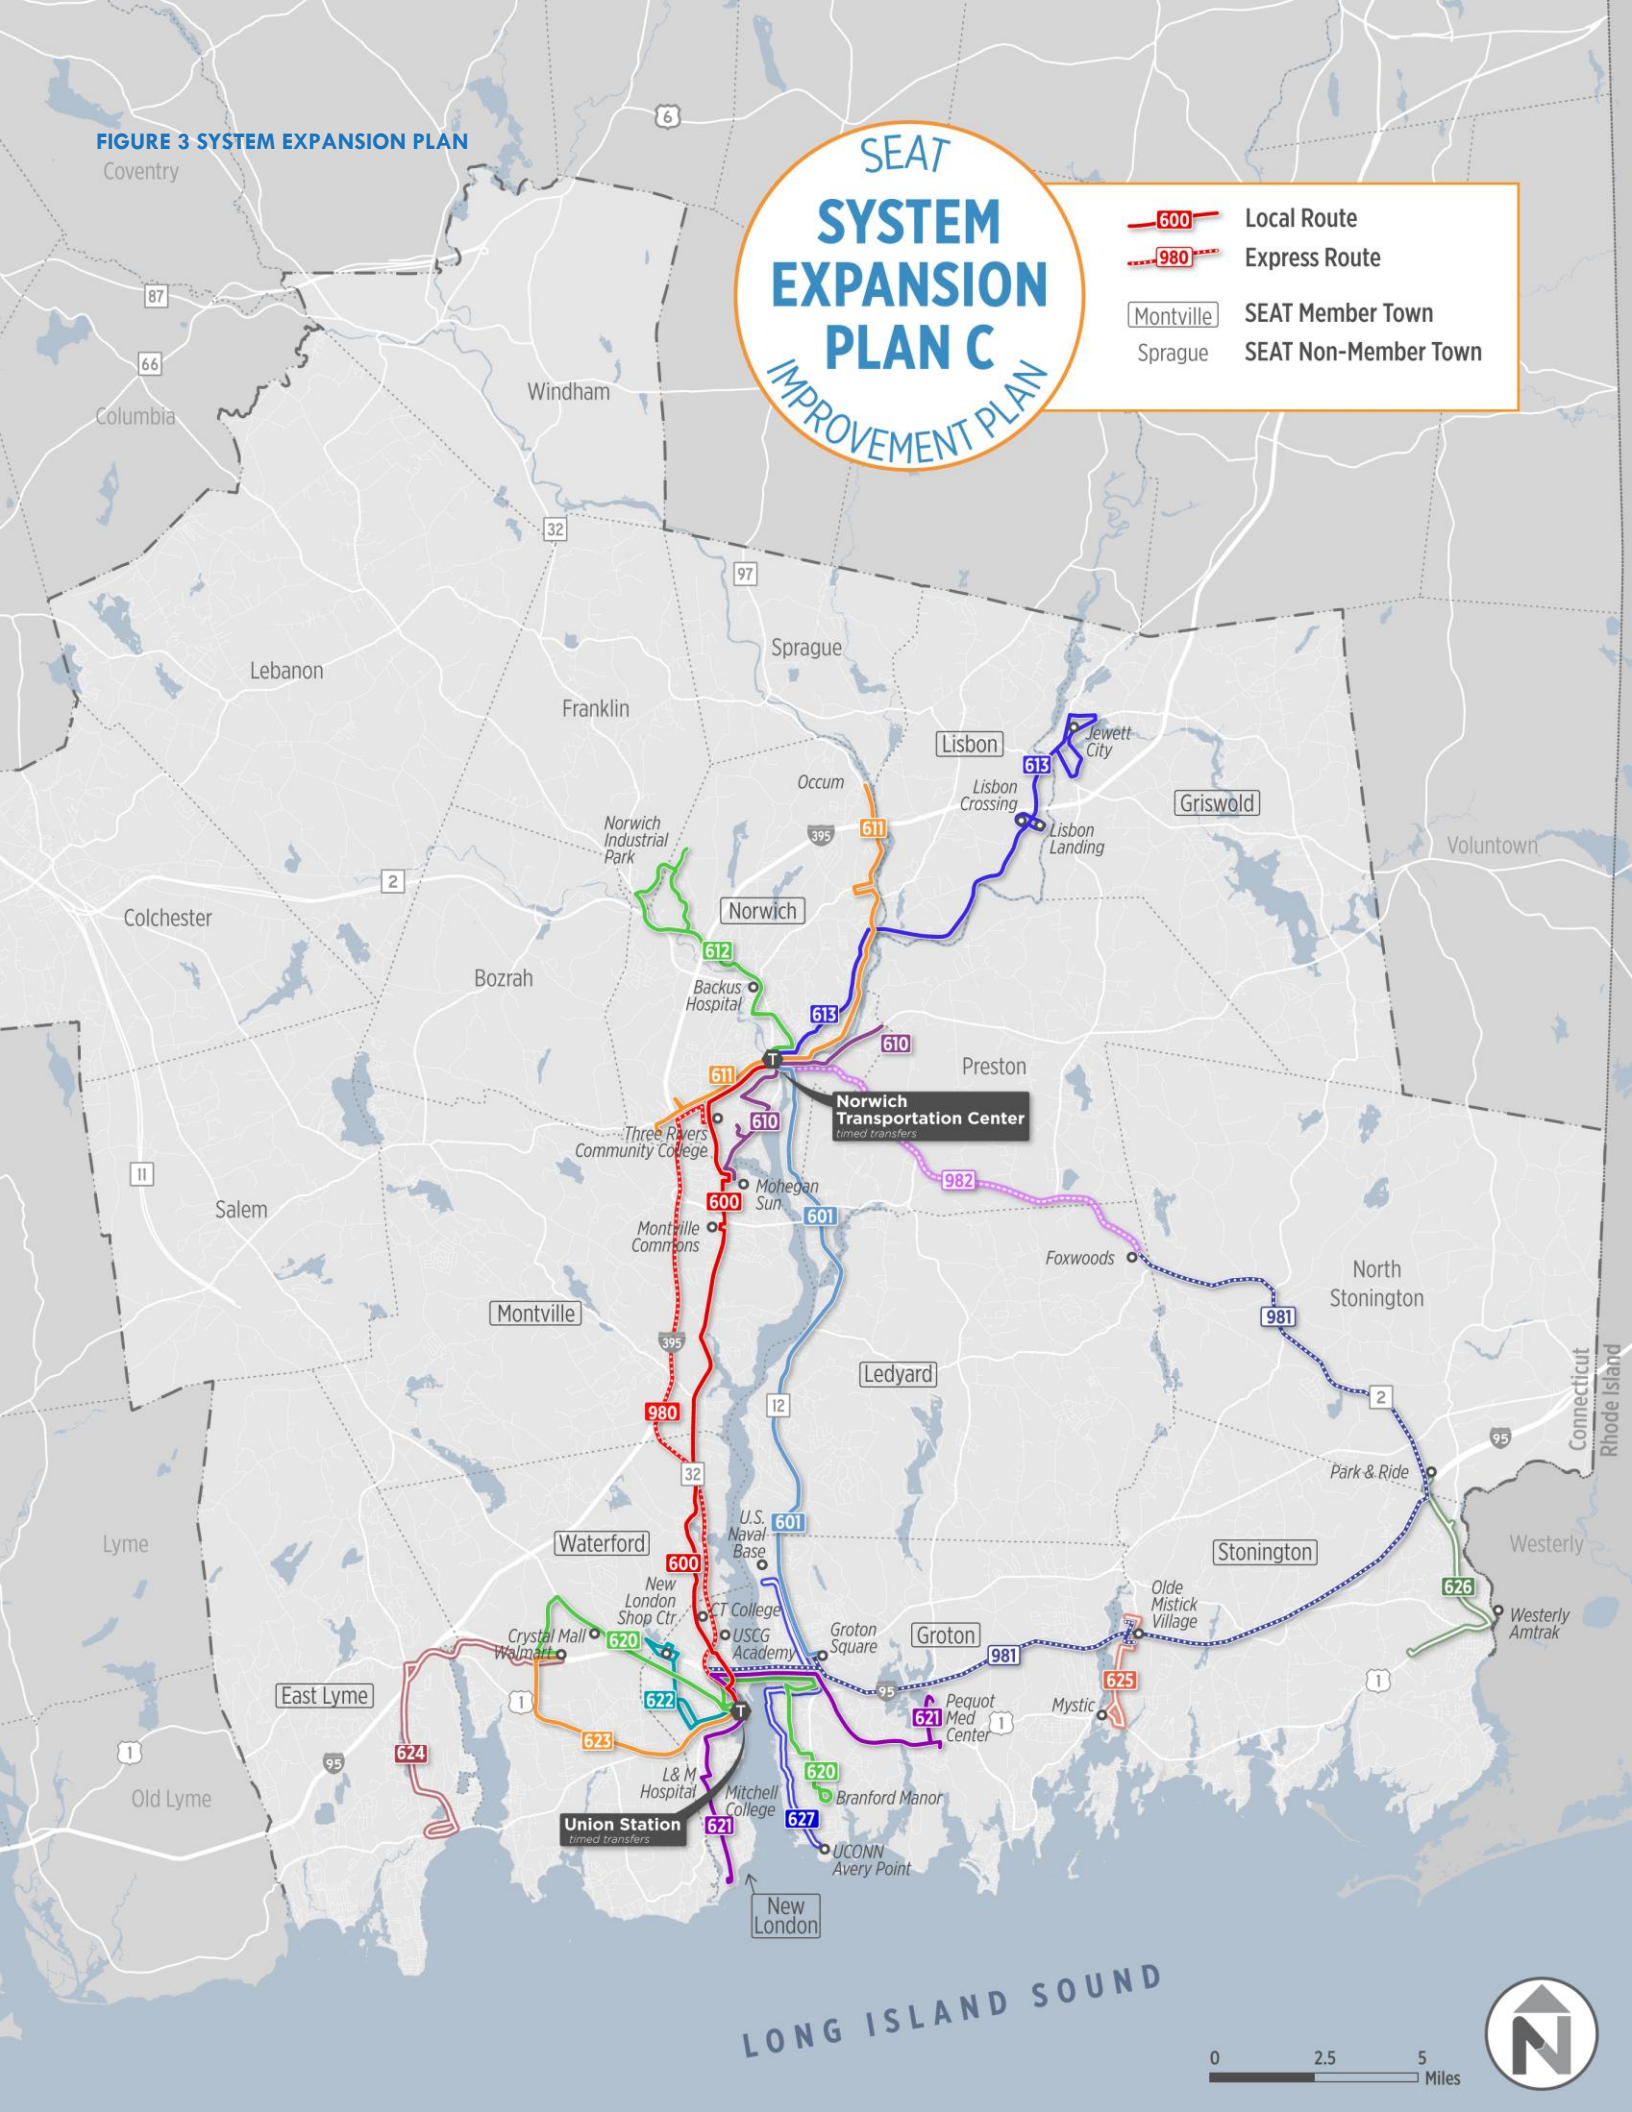 FIGURE 3 SYSTEM EXPANSION PLAN
SEAT
SYSTEM
EXPANSION
PLAN C
IMPROVEMENT PLAN
600
Local Route
980
Express Route
Montville
SEAT Member Town
Sprague
SEAT Non-Member Town
6
Coventry
87
66
Columbia
Windham
32
97
Sprague
Lebanon
Franklin
Lisbon
Jewett
City
613
Occum
Lisbon
Crossing
Griswold
Norwich
Industrial
Park
395
611
Lisbon
Landing
Voluntown
2
Colchester
Norwich
612
Bozrah
Backus
Hospital
613
610
T
Preston
611
Norwich
Transportation Center
timed transfers
610
Three Rivers
Community College
11
Mohegan
Sun
982
600
Salem
601
Montville
Commons
Foxwoods
North
Stonington
Montville
981
395
Connecticut
Rhode Island
Ledyard
2
980
12
95
32
Park & Ride
U.S.
Naval
Base
601
Lyme
Waterford
Stonington
Westerly
600
New
London
Shop Ctr.
Olde
Mistick
Village
626
CT College
Westerly
Amtrak
Crystal Mall
620
USCG
Academy
Groton
Square
Groton
Walmart
981
625
1
East Lyme
1
622
95
Mystic
621
Pequot
Med
Center
1
T
623
1
95
624
L& M
Hospital
620
Old Lyme
Mitchell
College
Branford Manor
Union Station
timed transfers
621
627
UCONN
Avery Point
New
London
LONG ISLAND SOUND
0
2.5
5
Miles
N